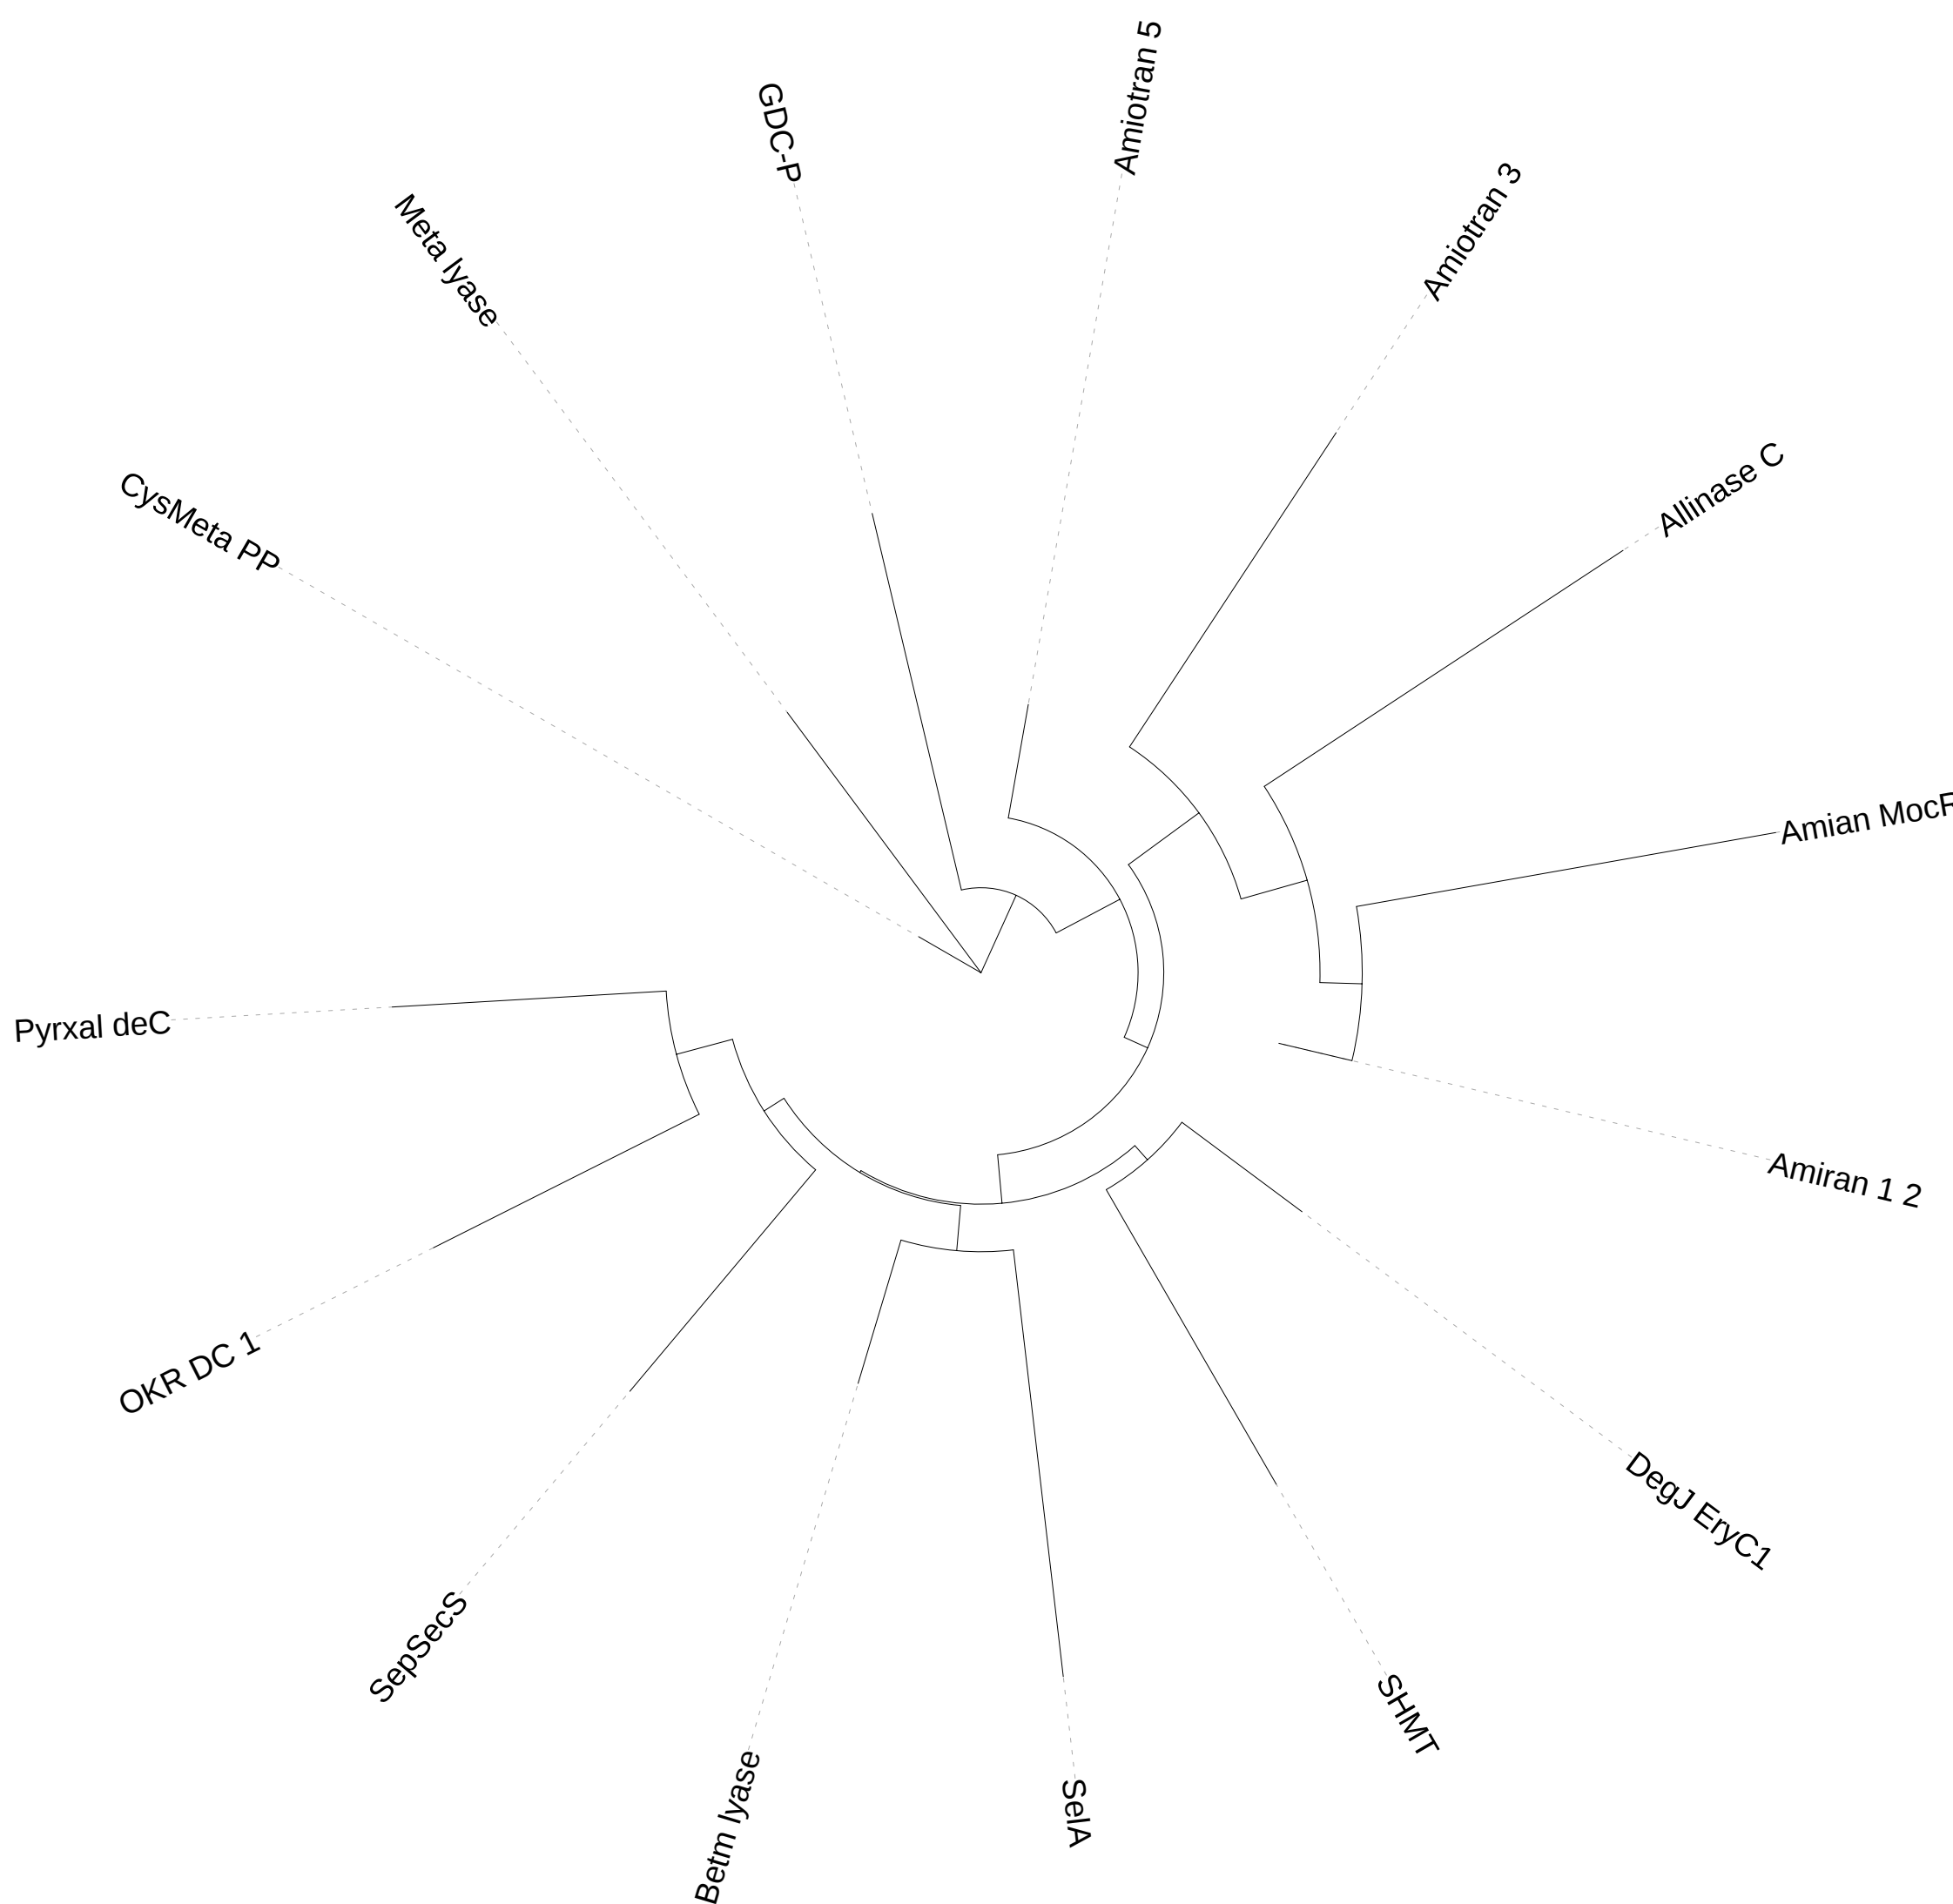 Amiotran 5
GDC-P
Amiotran 3
Meta lyase
Allinase C
CysMeta PP
Amian MocR
Pyrxal deC
Amiran 1 2
OKR DC 1
DegJ EryC1
SepSecS
SHMT
Betm lyase
SelA